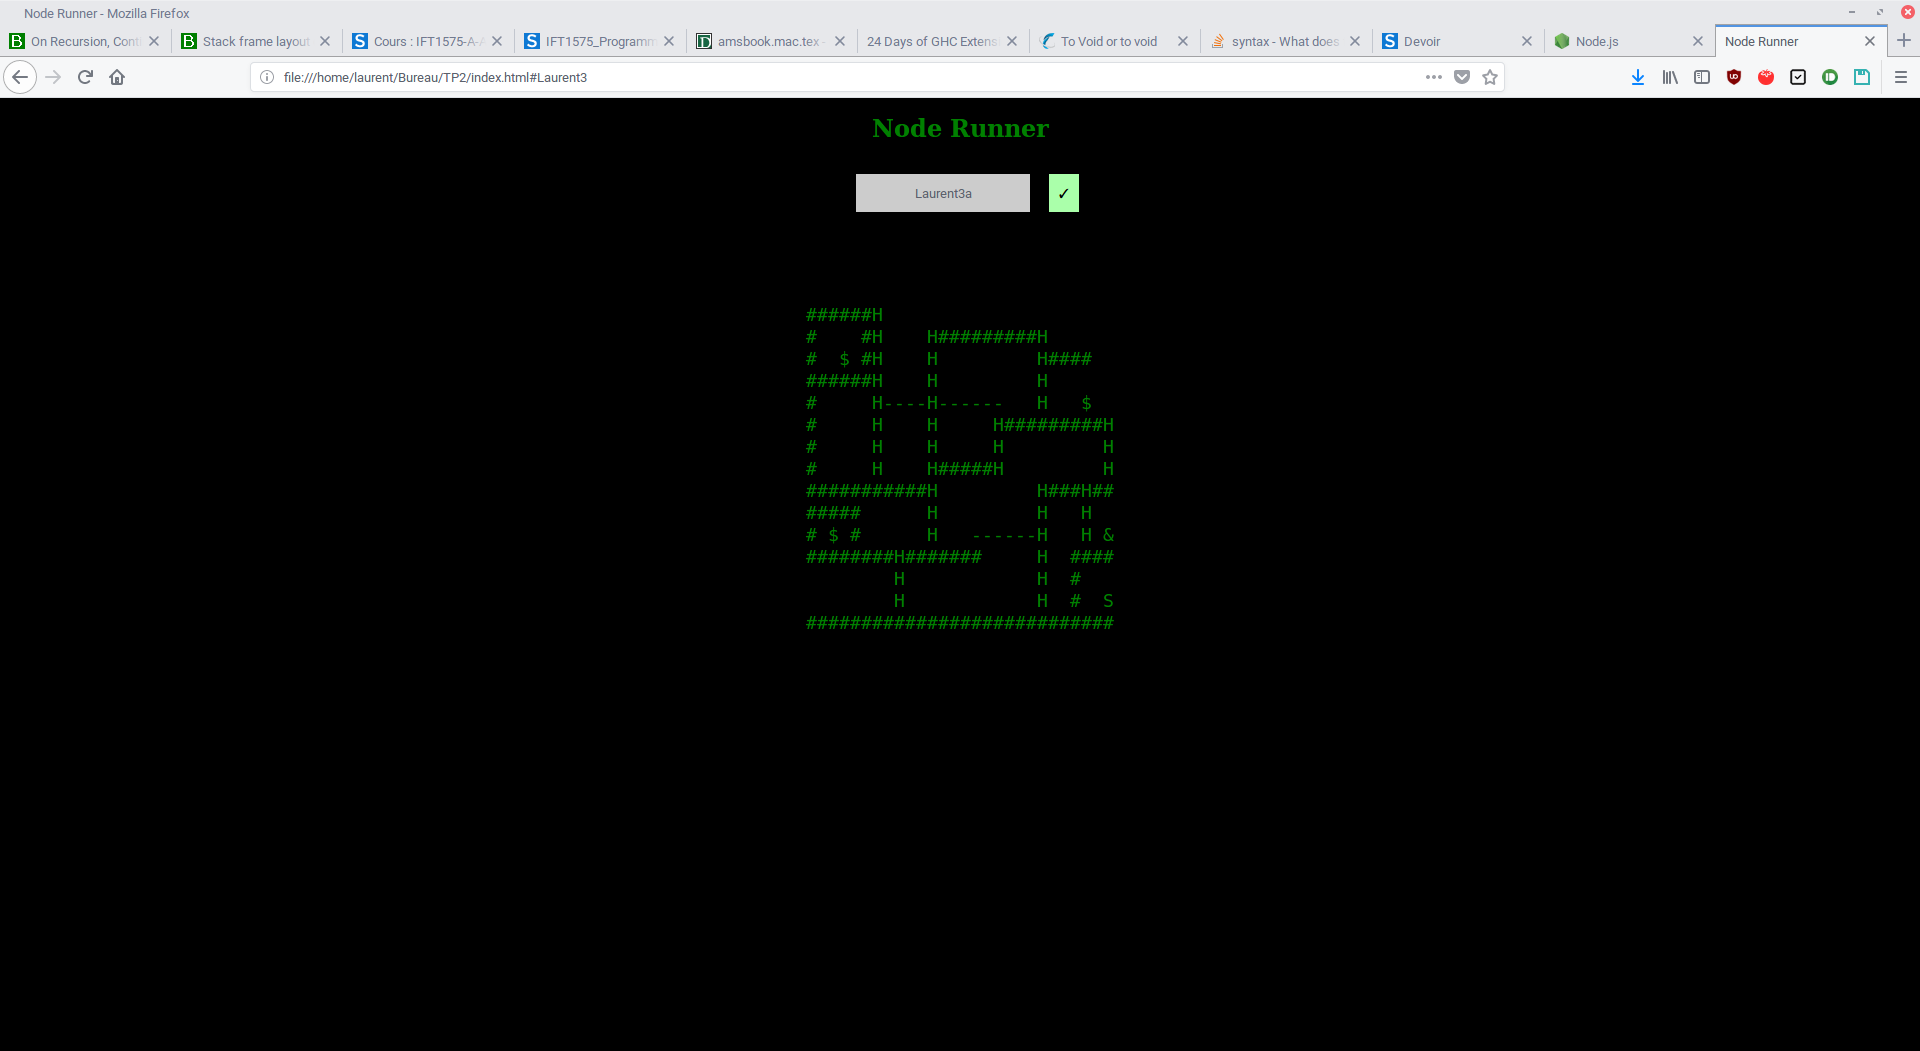 Node Runner - Mozilla Firefox
On Recursion, Cont
Stack frame layout
Cours : IFT1575-A-A
IFT1575_Programm
amsbook.mac.tex -
24 Days of GHC Extens
To Void or to void
syntax - What does
Devoir
Node.js
Node Runner
file:///home/laurent/Bureau/TP2/index.html#Laurent3
Node Runner
Laurent3a ✓
######H
#    #H    H#########H
#  $ #H    H         H####
######H    H         H
#     H----H------   H   $
#     H    H     H#########H
#     H    H     H         H
#     H    H#####H         H
###########H         H###H##
#####      H         H   H
# $ #      H   ------H   H &
########H#######     H  ####
        H            H  #
        H            H  #  S
############################